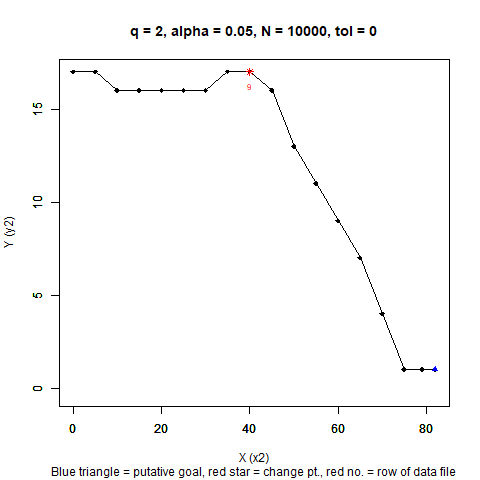 q = 2, alpha = 0.05, N = 10000, tol = 0
15
10
5
0
Y (y2)
9
0 20 40 60 80
X (x2)
Blue triangle = putative goal, red star = change pt., red no. = row of data file